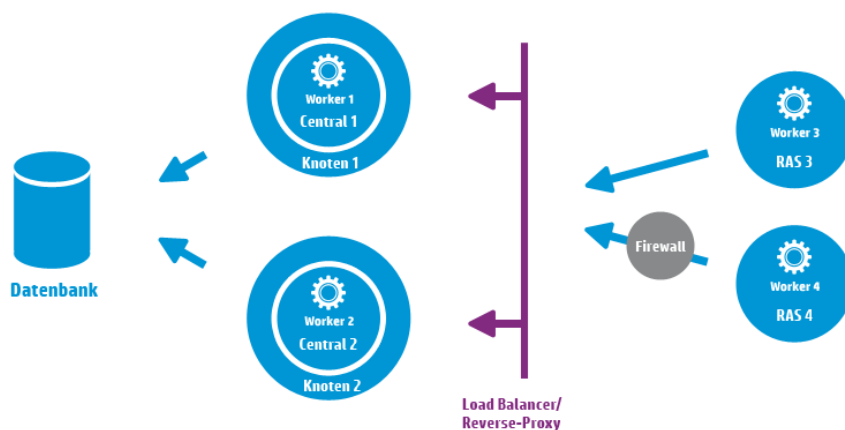 Worker 1
Central 1
Knoten 1
Datenbank
Worker 2
Central 2
Knoten 2
Load Balancer/
Reverse-Proxy
Worker 3
RAS 3
Firewall
Worker 4
RAS 4